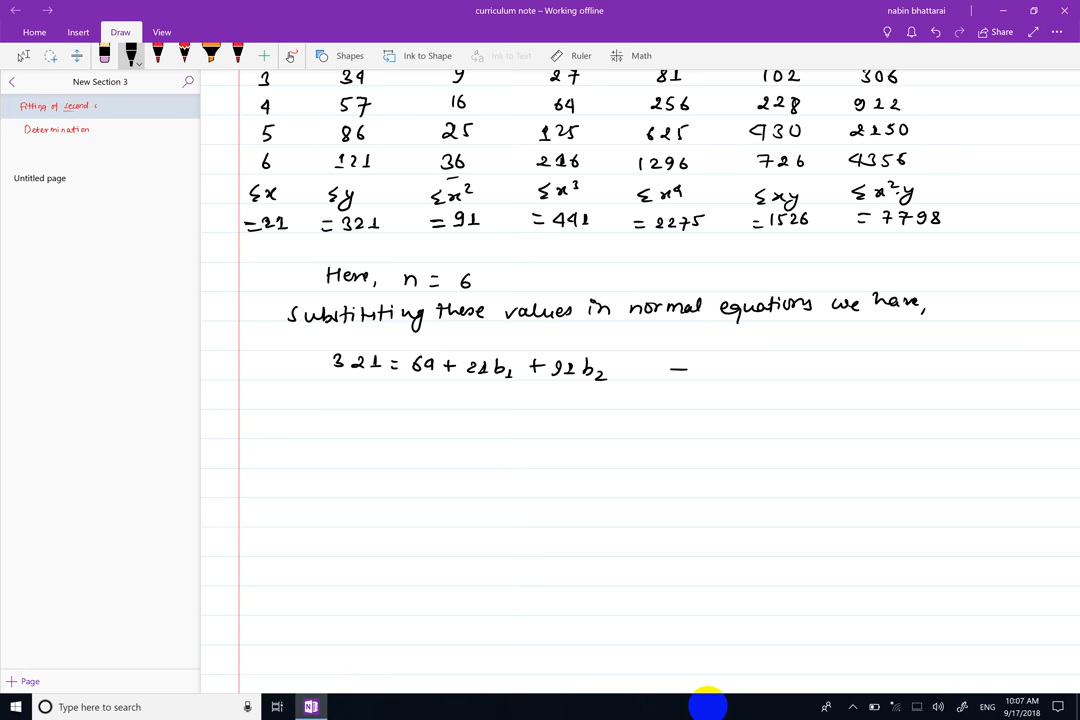 curriculum note – Working offline
nabin bhattarai
Home Insert Draw View
Share
Shapes Ink to Shape Ink to Text Ruler Math
New Section 3
Fitting of second
Determination
Untitled page
3 34 9 27 81 102 306
4 57 16 64 256 228 912
5 86 25 125 625 430 2150
6 121 36 216 1296 726 4356
Σx Σy Σx² Σx³ Σx⁴ Σxy Σx²·y
=21 = 321 = 91 = 441 = 2275 =1526 = 7798
Here, n = 6
Substituting these values in normal equations we have,
321 = 6a + 21b₁ + 91b₂ —
+ Page
Type here to search
ENG
10:07 AM
9/17/2018